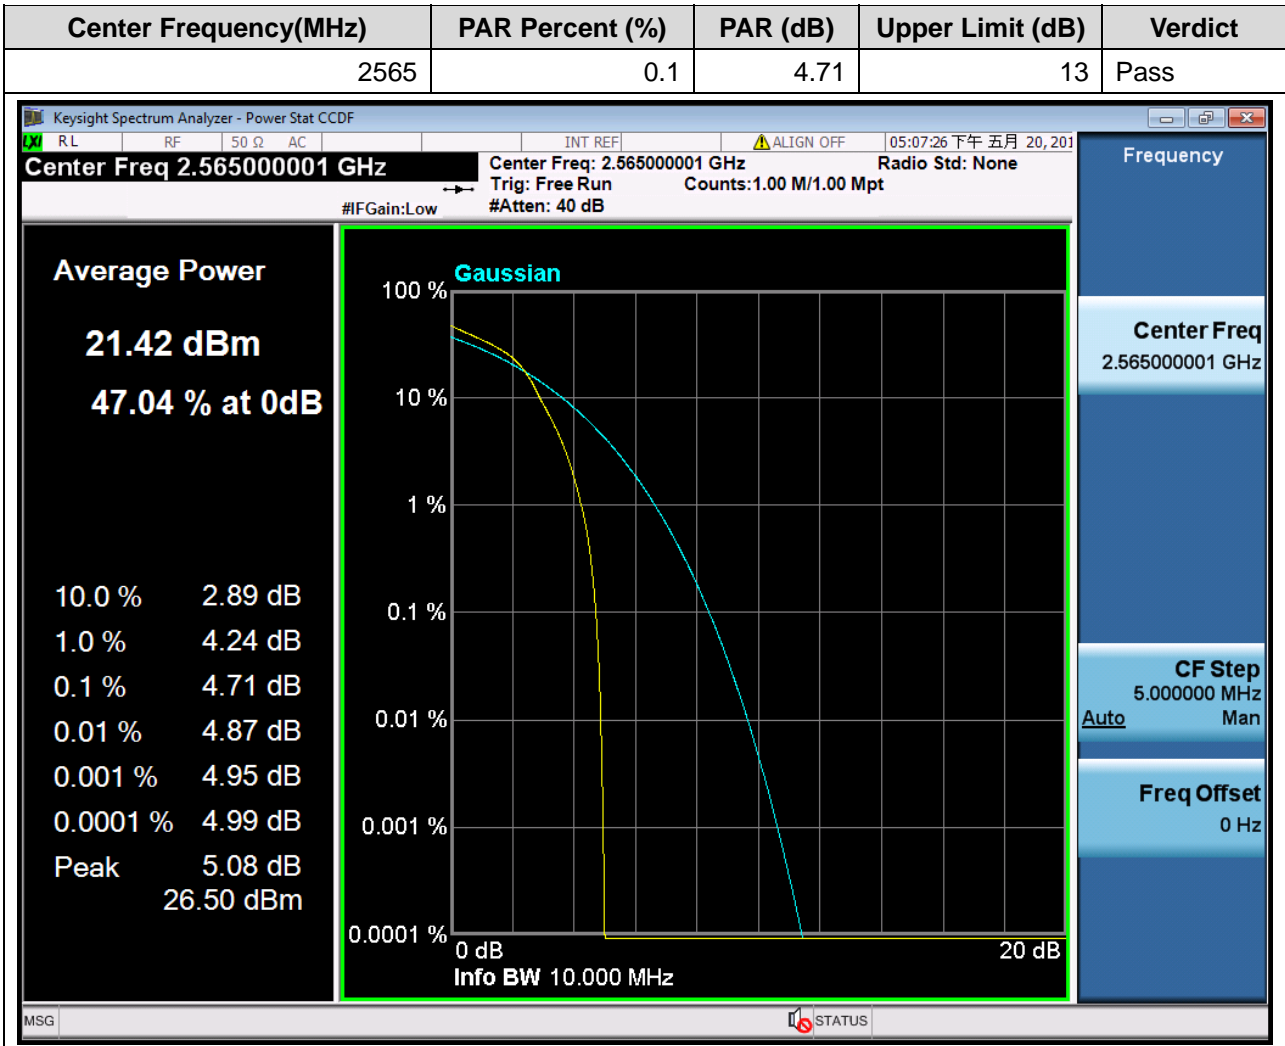 Center Frequency(MHz) PAR Percent (%) PAR (dB) Upper Limit (dB) Verdict
2565 0.1 4.71 13 Pass
Keysight Spectrum Analyzer - Power Stat CCDF
LXI RL RF 50 Ω AC INT REF ALIGN OFF 05:07:26 下午 五月 20, 201
Center Freq 2.565000001 GHz
Center Freq: 2.565000001 GHz Radio Std: None
Trig: Free Run Counts:1.00 M/1.00 Mpt
#IFGain:Low #Atten: 40 dB
Average Power
21.42 dBm
47.04 % at 0dB
10.0 % 2.89 dB
1.0 % 4.24 dB
0.1 % 4.71 dB
0.01 % 4.87 dB
0.001 % 4.95 dB
0.0001 % 4.99 dB
Peak 5.08 dB
26.50 dBm
Gaussian
100 %
10 %
1 %
0.1 %
0.01 %
0.001 %
0.0001 %
0 dB 20 dB
Info BW 10.000 MHz
Frequency
Center Freq
2.565000001 GHz
CF Step
5.000000 MHz
Auto Man
Freq Offset
0 Hz
MSG STATUS